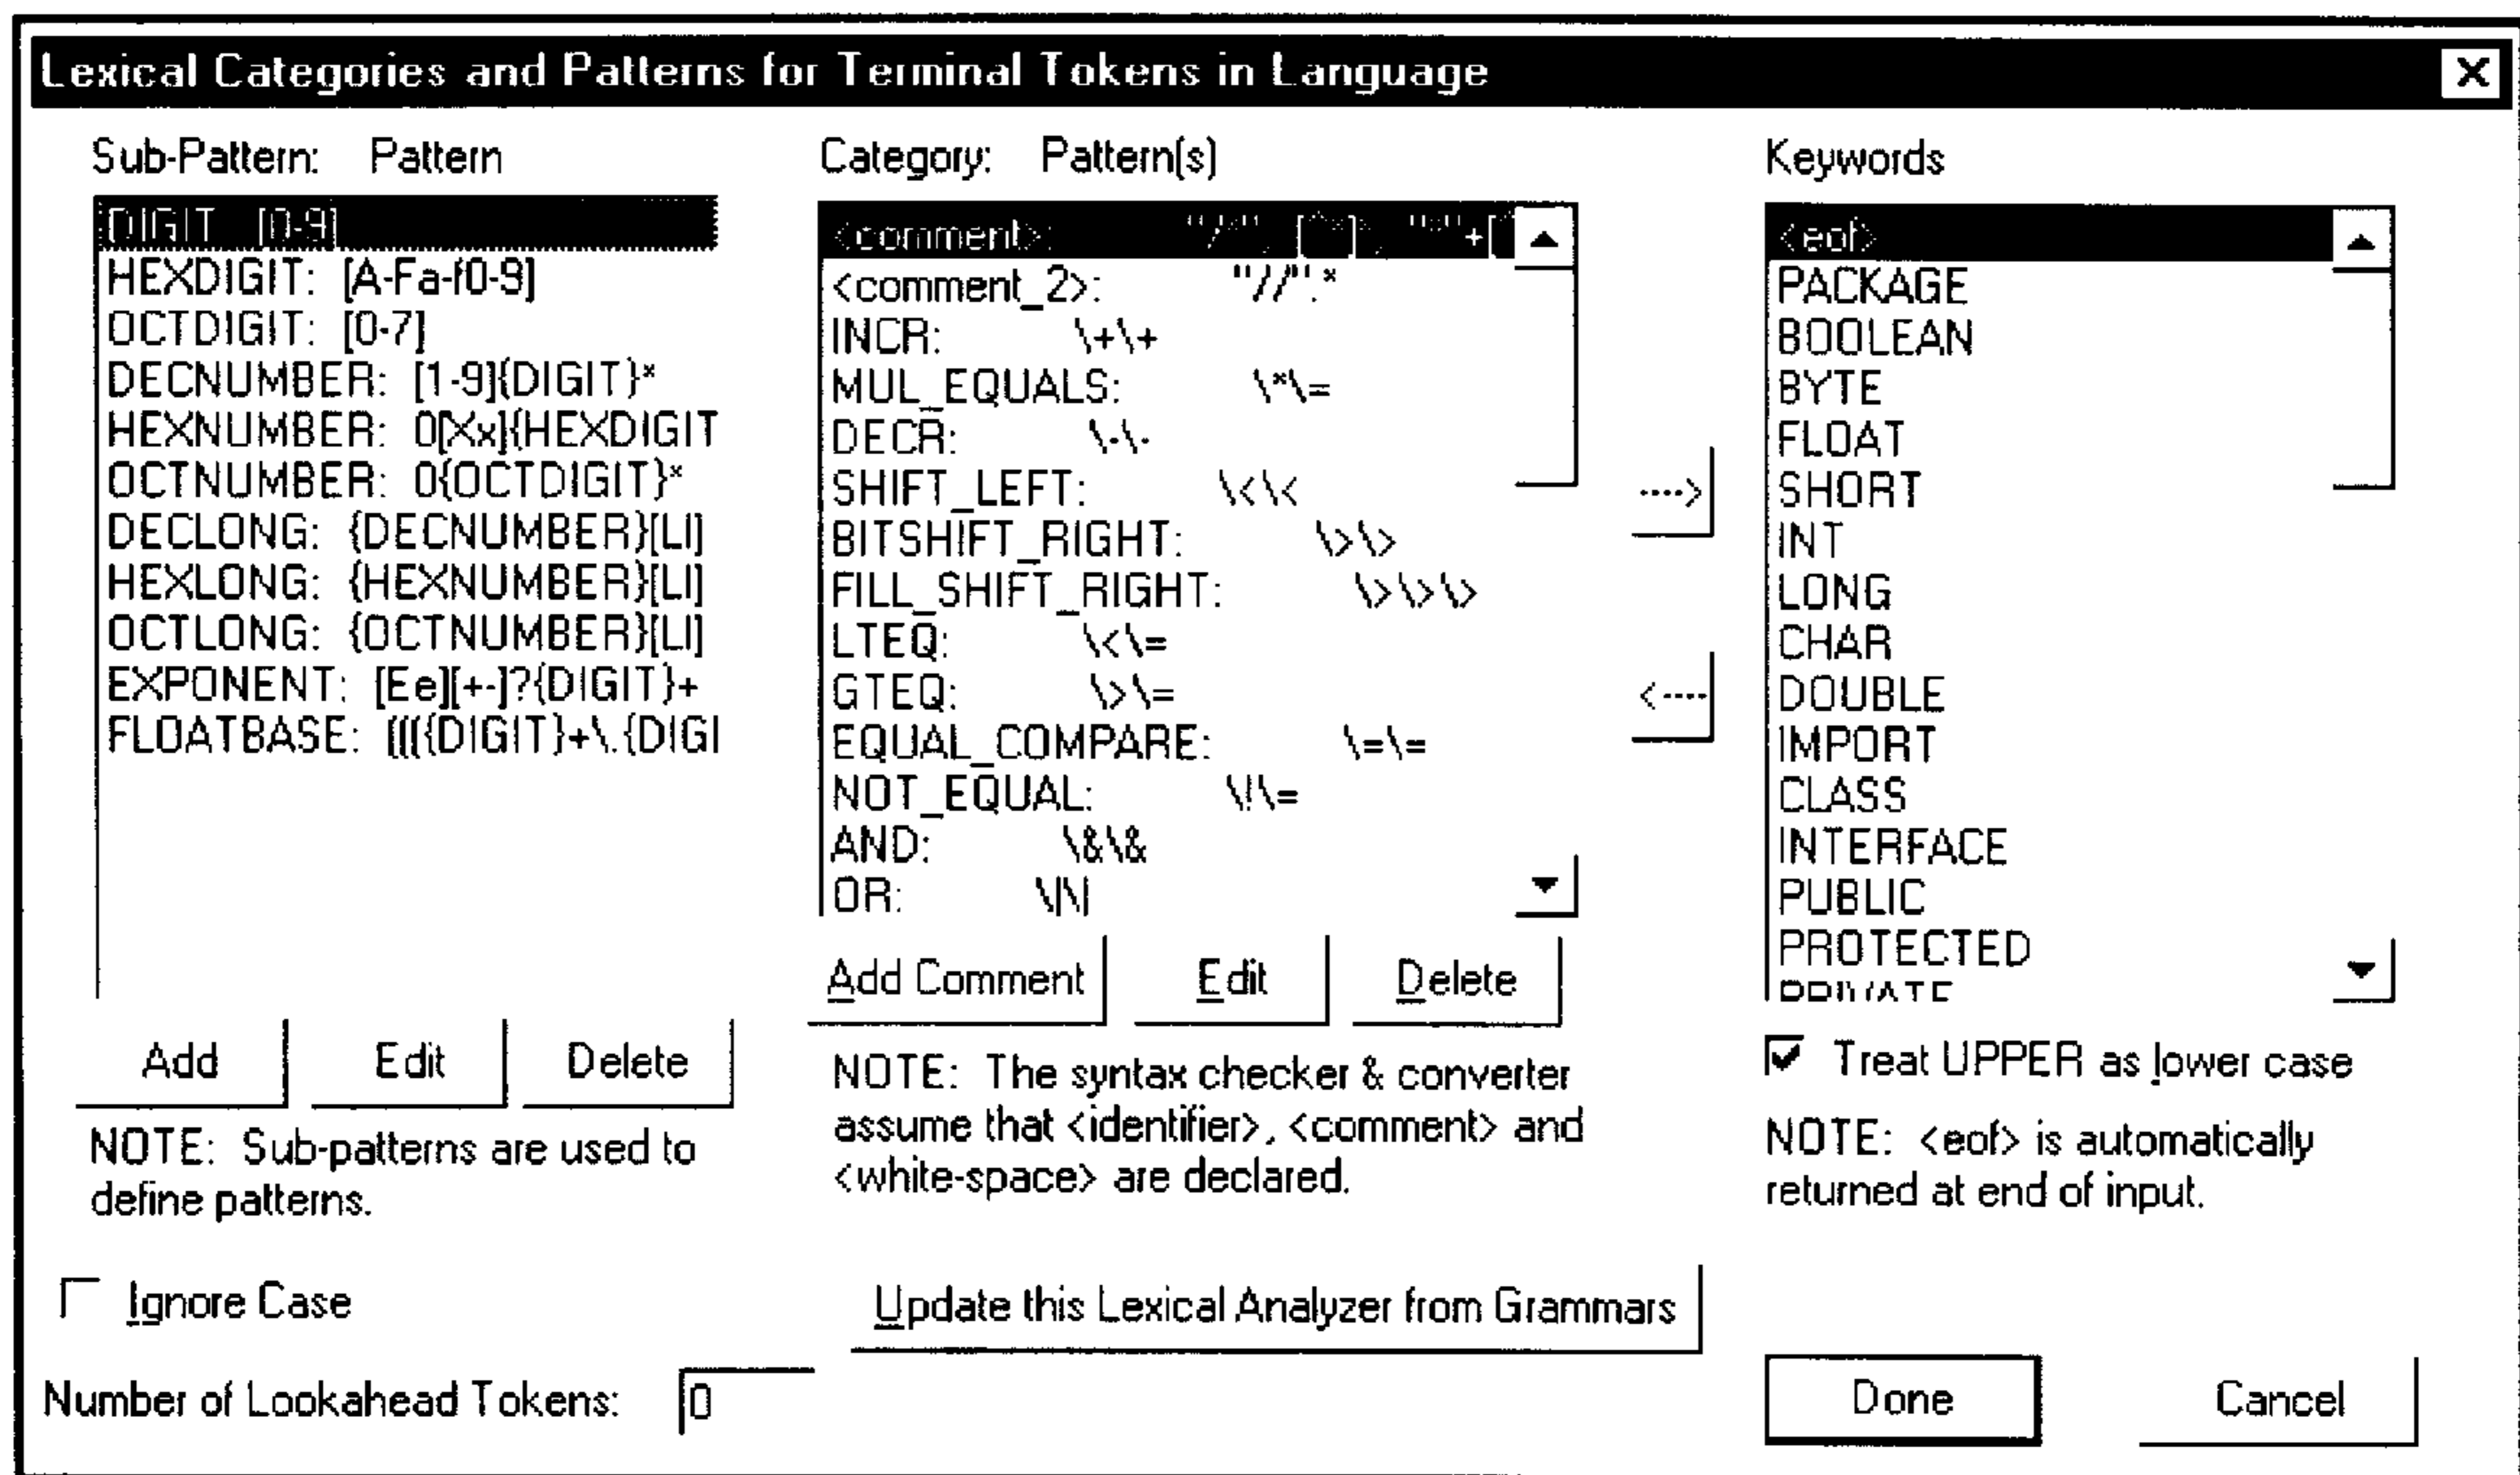 Lexical Categories and Patterns for Terminal Tokens in Language
Sub-Pattern: Pattern
DIGIT [0-9]
HEXDIGIT: [A-Fa-f0-9]
OCTDIGIT: [0-7]
DECNUMBER: [1-9]{DIGIT}*
HEXNUMBER: 0[Xx]{HEXDIGIT
OCTNUMBER: 0{OCTDIGIT}*
DECLONG: {DECNUMBER}[Ll]
HEXLONG: {HEXNUMBER}[Ll]
OCTLONG: {OCTNUMBER}[Ll]
EXPONENT: [Ee][+-]?{DIGIT}+
FLOATBASE: (((({DIGIT}+\.{DIGI
Add
Edit
Delete
NOTE: Sub-patterns are used to
define patterns.
Category: Pattern(s)
<comment>:
<comment_2>: "//".*
INCR: \+\+
MUL_EQUALS: \*\=
DECR: \-\-
SHIFT_LEFT: \<\<
BITSHIFT_RIGHT: \>\>
FILL_SHIFT_RIGHT: \>\>\>
LTEQ: \<\=
GTEQ: \>\=
EQUAL_COMPARE: \=\=
NOT_EQUAL: \!\=
AND: \&\&
OR: \|\|
Add Comment
Edit
Delete
NOTE: The syntax checker & converter
assume that <identifier>, <comment> and
<white-space> are declared.
---->
<----
Keywords
<eof>
PACKAGE
BOOLEAN
BYTE
FLOAT
SHORT
INT
LONG
CHAR
DOUBLE
IMPORT
CLASS
INTERFACE
PUBLIC
PROTECTED
PRIVATE
Treat UPPER as lower case
NOTE: <eof> is automatically
returned at end of input.
Ignore Case
Update this Lexical Analyzer from Grammars
Number of Lookahead Tokens: 0
Done
Cancel